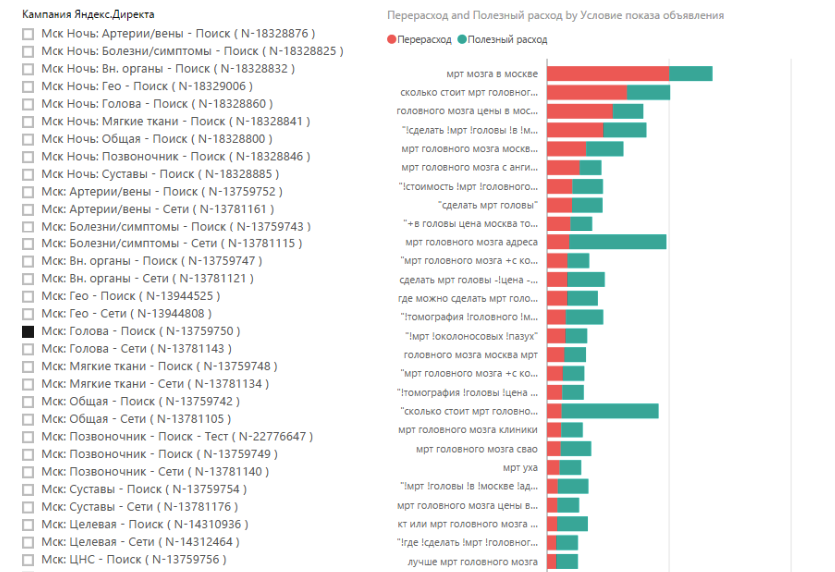 Кампания Яндекс.Директа
Мск Ночь: Артерии/вены - Поиск ( N-18328876 )
Мск Ночь: Болезни/симптомы - Поиск ( N-18328825 )
Мск Ночь: Вн. органы - Поиск ( N-18328832 )
Мск Ночь: Гео - Поиск ( N-18329006 )
Мск Ночь: Голова - Поиск ( N-18328860 )
Мск Ночь: Мягкие ткани - Поиск ( N-18328841 )
Мск Ночь: Общая - Поиск ( N-18328800 )
Мск Ночь: Позвоночник - Поиск ( N-18328846 )
Мск Ночь: Суставы - Поиск ( N-18328885 )
Мск: Артерии/вены - Поиск ( N-13759752 )
Мск: Артерии/вены - Сети ( N-13781161 )
Мск: Болезни/симптомы - Поиск ( N-13759743 )
Мск: Болезни/симптомы - Сети ( N-13781115 )
Мск: Вн. органы - Поиск ( N-13759747 )
Мск: Вн. органы - Сети ( N-13781121 )
Мск: Гео - Поиск ( N-13944525 )
Мск: Гео - Сети ( N-13944808 )
Мск: Голова - Поиск ( N-13759750 )
Мск: Голова - Сети ( N-13781143 )
Мск: Мягкие ткани - Поиск ( N-13759748 )
Мск: Мягкие ткани - Сети ( N-13781134 )
Мск: Общая - Поиск ( N-13759742 )
Мск: Общая - Сети ( N-13781105 )
Мск: Позвоночник - Поиск - Тест ( N-22776647 )
Мск: Позвоночник - Поиск ( N-13759749 )
Мск: Позвоночник - Сети ( N-13781140 )
Мск: Суставы - Поиск ( N-13759754 )
Мск: Суставы - Сети ( N-13781176 )
Мск: Целевая - Поиск ( N-14310936 )
Мск: Целевая - Сети ( N-14312464 )
Мск: ЦНС - Поиск ( N-13759756 )
Перерасход and Полезный расход by Условие показа объявления
Перерасход Полезный расход
мрт мозга в москве
сколько стоит мрт головног...
головного мозга цены в мос...
"!сделать !мрт !головы !в !м...
мрт головного мозга москв...
мрт головного мозга с анги...
"!стоимость !мрт !головного...
"сделать мрт головы"
"+в головы цена москва то...
мрт головного мозга адреса
"мрт головного мозга +с ко...
сделать мрт головы -!цена -...
где можно сделать мрт голо...
"!томография !головного !м...
"!мрт !околоносовых !пазух"
головного мозга москва мрт
"мрт головного мозга +с ко...
"!томография !головы !цена ...
"сколько стоит мрт головно...
мрт головного мозга клиники
мрт головного мозга свао
мрт уха
"!мрт !головы !в !москве !ад...
мрт головного мозга цены в...
кт или мрт головного мозга ...
"!где !сделать !мрт !головног...
лучше мрт головного мозга